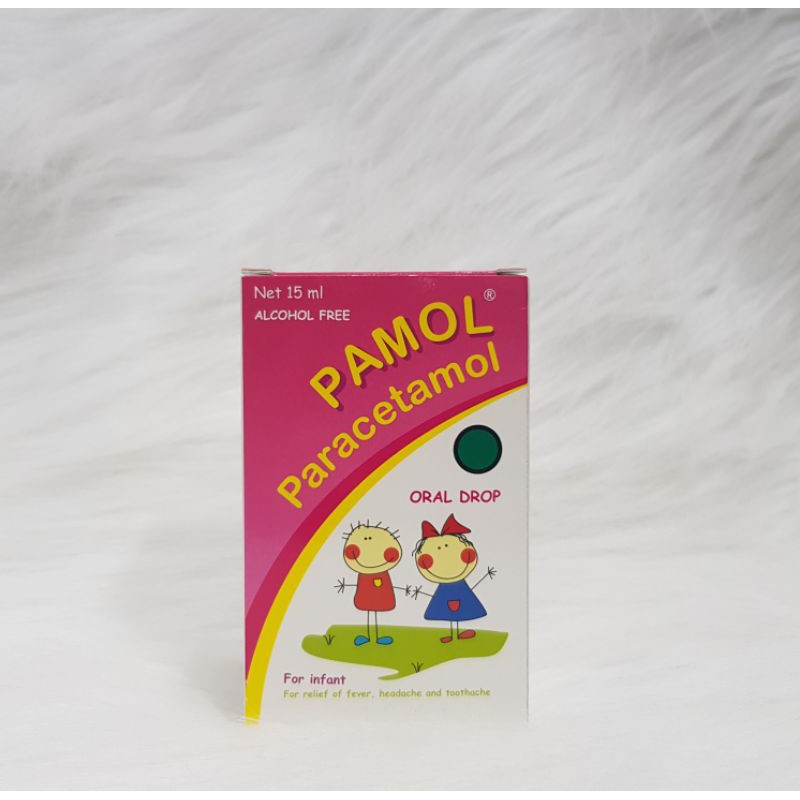 Net 15 ml
ALCOHOL FREE
PAMOL®
Paracetamol
ORAL DROP
For infant
For relief of fever, headache and toothache